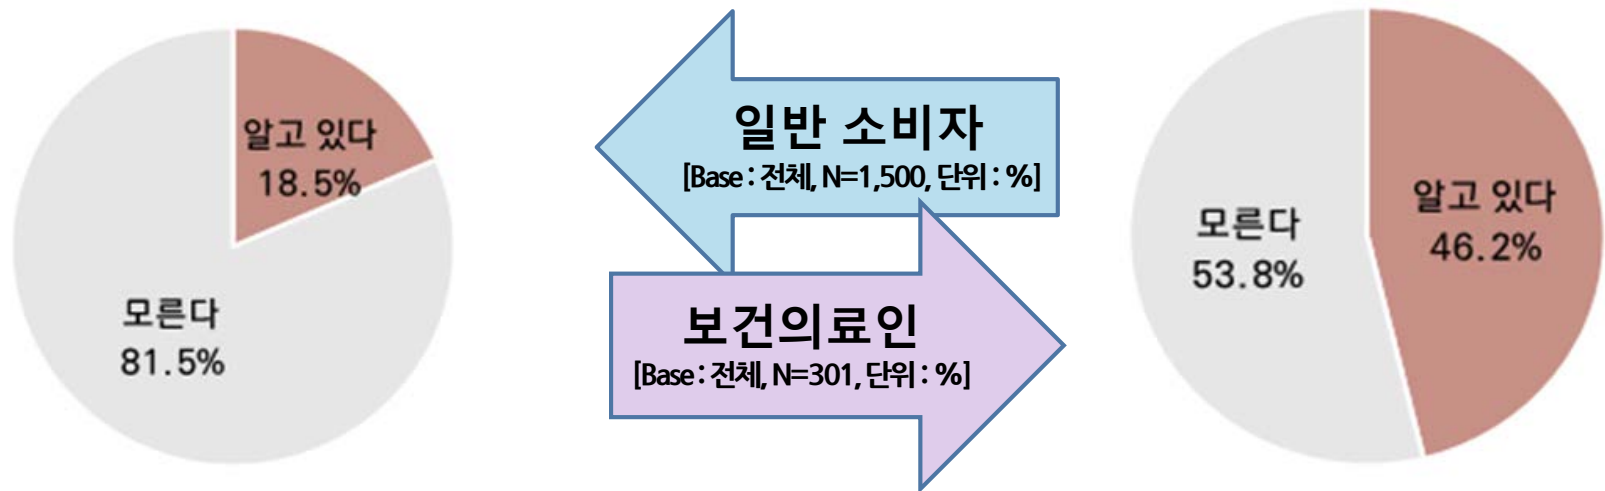 알고 있다
18.5%
모른다
81.5%
일반 소비자
[Base : 전체, N=1,500, 단위 : %]
보건의료인
[Base : 전체, N=301, 단위 : %]
모른다
53.8%
알고 있다
46.2%